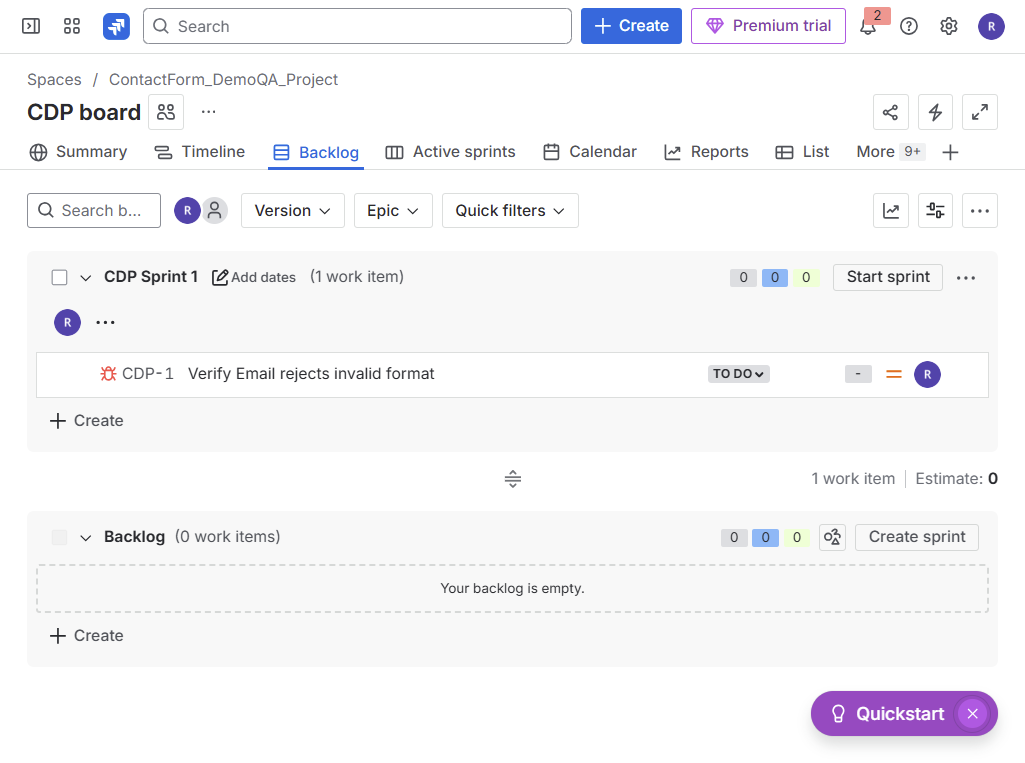 Search
Create
Premium trial
2
R
Spaces / ContactForm_DemoQA_Project
CDP board
Summary
Timeline
Backlog
Active sprints
Calendar
Reports
List
More 9+
Search b...
R
Version
Epic
Quick filters
CDP Sprint 1
Add dates
(1 work item)
0 0 0
Start sprint
R
CDP-1 Verify Email rejects invalid format
TO DO
-
R
Create
1 work item
Estimate: 0
Backlog (0 work items)
0 0 0
Create sprint
Your backlog is empty.
Create
Quickstart